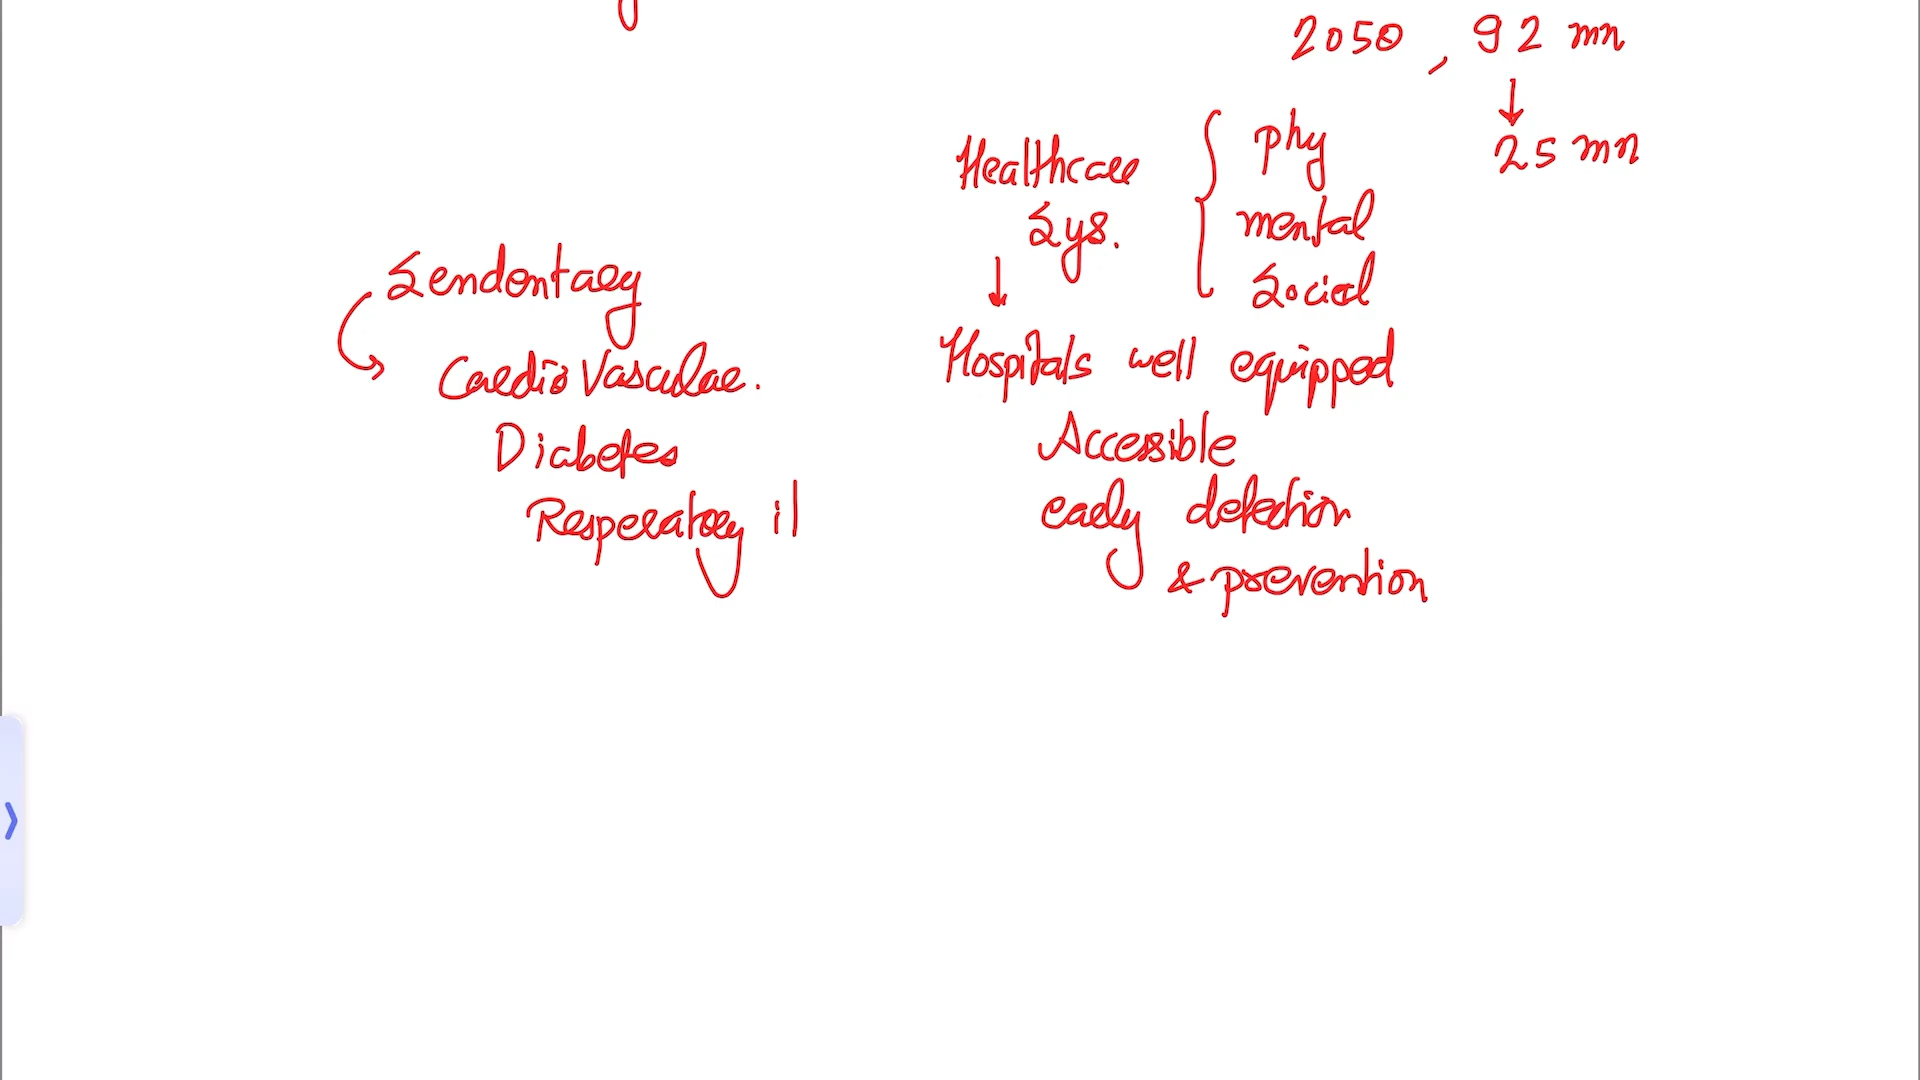 2050, 92 mn
↓
25 mn
Healthcare
Sys.
{ phy
mental
Social
↓
Hospitals well equipped
Accessible
early detection
& prevention
Sendentary
Cardio Vascular.
Diabetes
Resperatory il